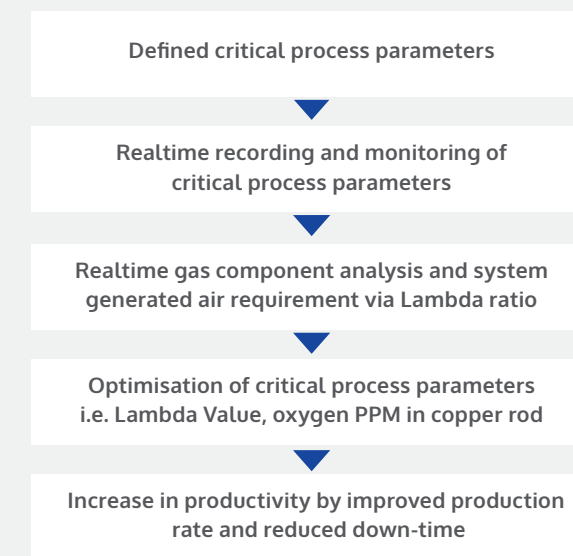 Defined critical process parameters
Realtime recording and monitoring of
critical process parameters
Realtime gas component analysis and system
generated air requirement via Lambda ratio
Optimisation of critical process parameters
i.e. Lambda Value, oxygen PPM in copper rod
Increase in productivity by improved production
rate and reduced down-time